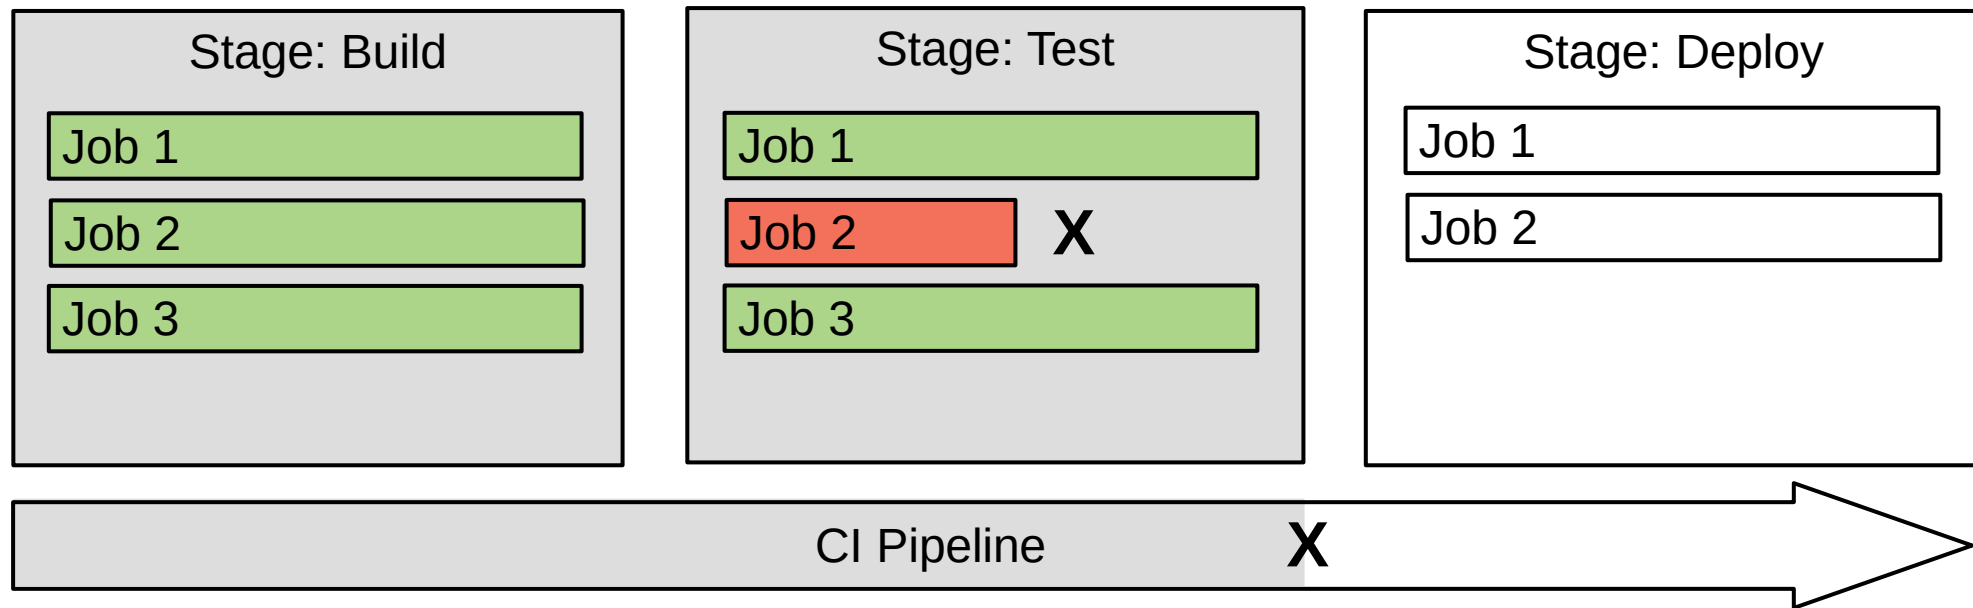 Stage: Build
Job 1
Job 2
Job 3
Stage: Test
Job 1
Job 2 X
Job 3
Stage: Deploy
Job 1
Job 2
CI Pipeline X